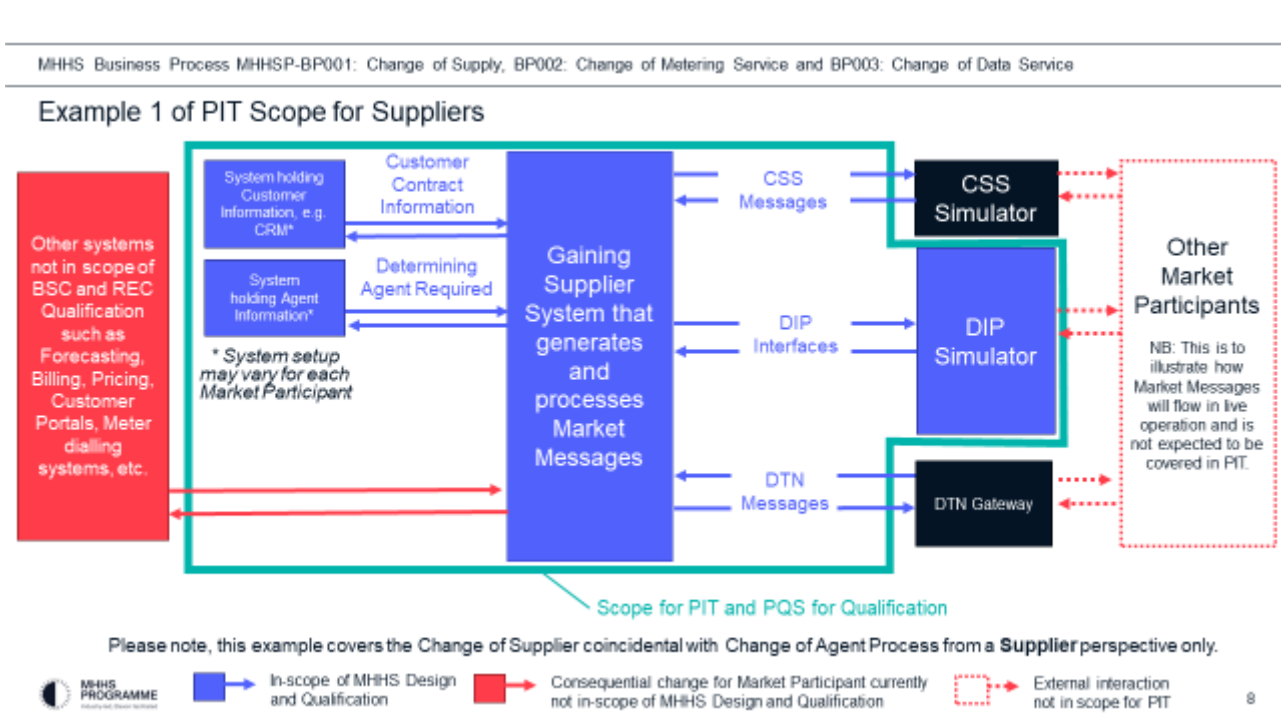 MHHS Business Process MHHSP-BP001: Change of Supply, BP002: Change of Metering Service and BP003: Change of Data Service
Example 1 of PIT Scope for Suppliers
Other systems
not in scope of
BSC and REC
Qualification
such as
Forecasting,
Billing, Pricing,
Customer
Portals, Meter
dialling
systems, etc.
System holding
Customer
Information, e.g.
CRM*
Customer
Contract
Information
System
holding Agent
Information*
Determining
Agent Required
* System setup
may vary for each
Market Participant
Gaining
Supplier
System that
generates
and
processes
Market
Messages
CSS
Messages
DIP
Interfaces
DTN
Messages
CSS
Simulator
DIP
Simulator
DTN Gateway
Other
Market
Participants
NB: This is to
illustrate how
Market Messages
will flow in live
operation and is
not expected to be
covered in PIT.
Scope for PIT and PQS for Qualification
Please note, this example covers the Change of Supplier coincidental with Change of Agent Process from a Supplier perspective only.
MHHS
PROGRAMME
In-scope of MHHS Design
and Qualification
Consequential change for Market Participant currently
not in-scope of MHHS Design and Qualification
External interaction
not in scope for PIT
8